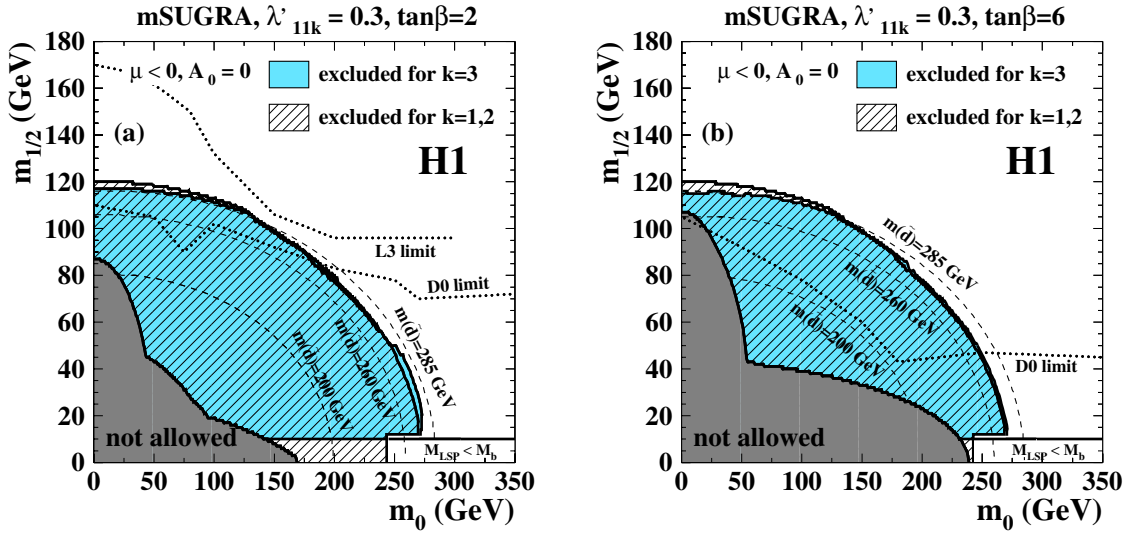 mSUGRA, λ'11k = 0.3, tanβ=2
m1/2 (GeV)
180
160
140
120
100
80
60
40
20
0
μ < 0, A0 = 0
excluded for k=3
excluded for k=1,2
(a)
H1
L3 limit
D0 limit
m(d̃)=285 GeV
m(d̃)=260 GeV
m(d̃)=200 GeV
not allowed
MLSP < Mb
0 50 100 150 200 250 300 350
m0 (GeV)
mSUGRA, λ'11k = 0.3, tanβ=6
m1/2 (GeV)
180
160
140
120
100
80
60
40
20
0
μ < 0, A0 = 0
excluded for k=3
excluded for k=1,2
(b)
H1
m(d̃)=285 GeV
m(d̃)=260 GeV
m(d̃)=200 GeV
D0 limit
not allowed
MLSP < Mb
0 50 100 150 200 250 300 350
m0 (GeV)